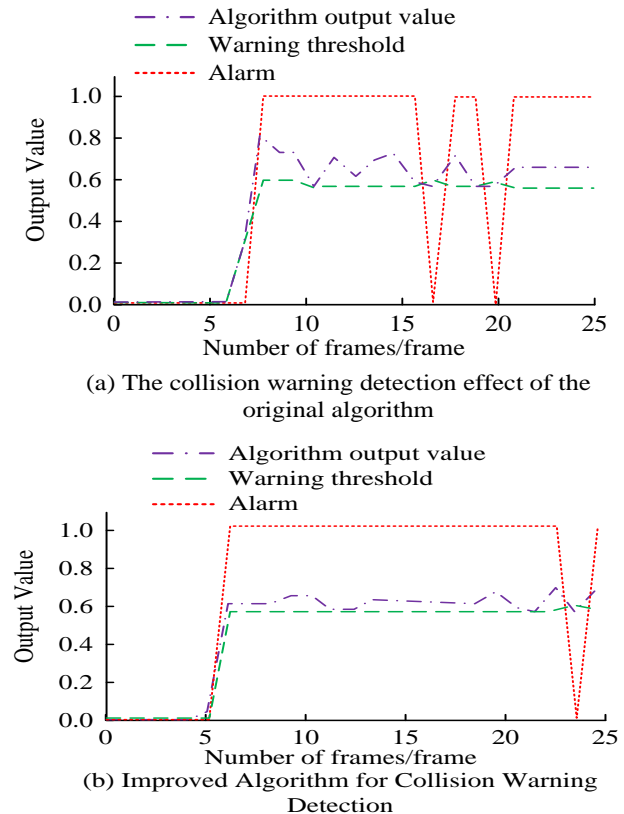 Algorithm output value
Warning threshold
Alarm
Output Value
1.0
0.8
0.6
0.4
0.2
0.0
0 5 10 15 20 25
Number of frames/frame
(a) The collision warning detection effect of the
original algorithm
Algorithm output value
Warning threshold
Alarm
Output Value
1.0
0.8
0.6
0.4
0.2
0.0
0 5 10 15 20 25
Number of frames/frame
(b) Improved Algorithm for Collision Warning
Detection